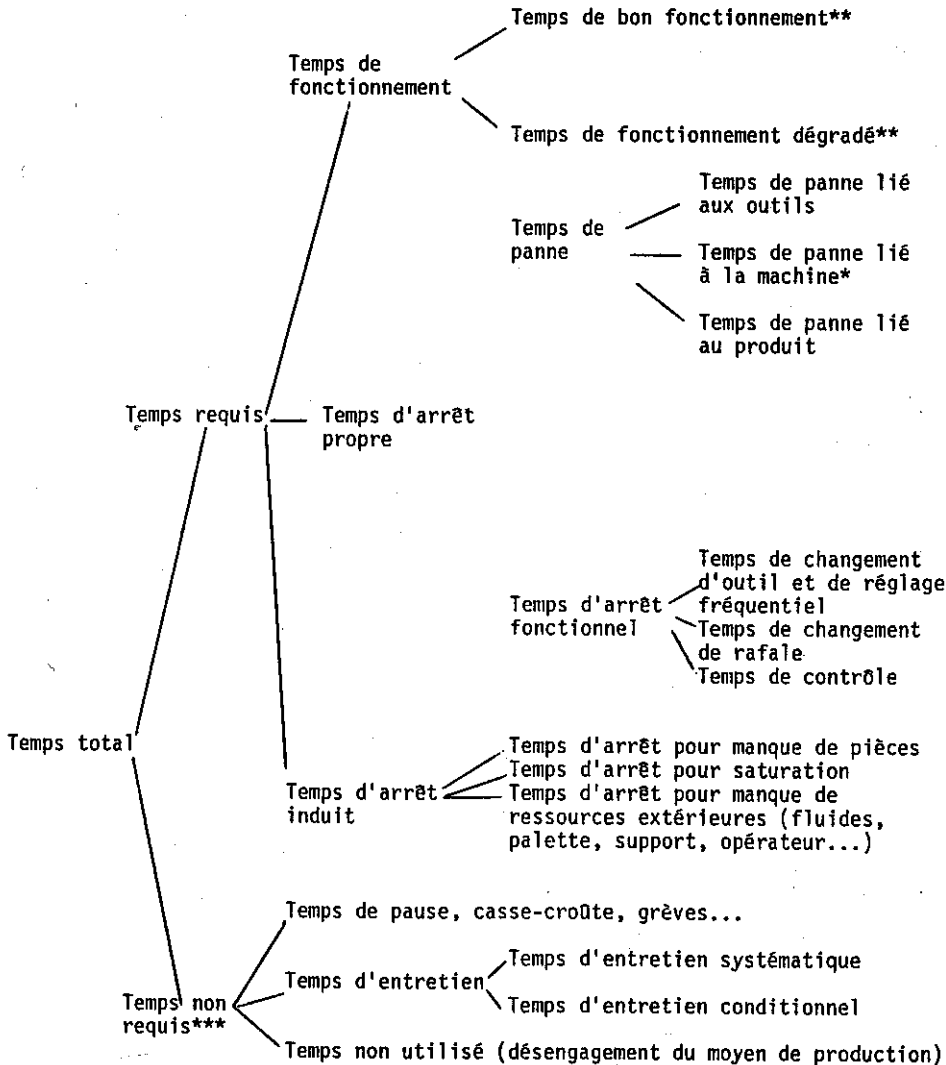 Temps de bon fonctionnement**
Temps de
fonctionnement
Temps de fonctionnement dégradé**
Temps de panne lié
aux outils
Temps de
panne
Temps de panne lié
à la machine*
Temps de panne lié
au produit
Temps requis
Temps d'arrêt
propre
Temps de changement
d'outil et de réglage
fréquentiel
Temps d'arrêt
fonctionnel
Temps de changement
de rafale
Temps de contrôle
Temps total
Temps d'arrêt pour manque de pièces
Temps d'arrêt pour saturation
Temps d'arrêt
induit
Temps d'arrêt pour manque de
ressources extérieures (fluides,
palette, support, opérateur...)
Temps de pause, casse-croûte, grèves...
Temps d'entretien systématique
Temps d'entretien
Temps d'entretien conditionnel
Temps non
requis***
Temps non utilisé (désengagement du moyen de production)